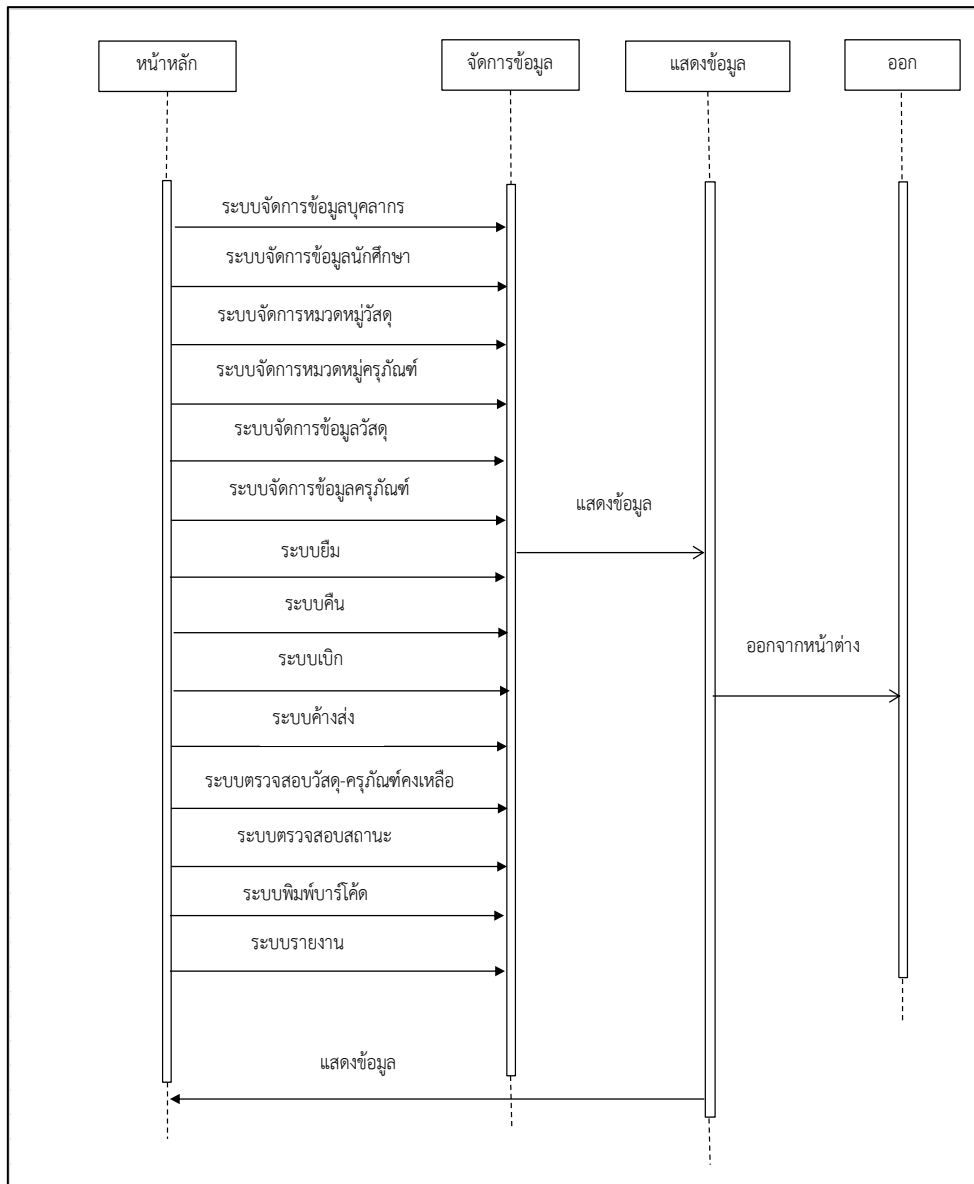 หน้าหลัก
จัดการข้อมูล
แสดงข้อมูล
ออก
ระบบจัดการข้อมูลบุคลากร
ระบบจัดการข้อมูลนักศึกษา
ระบบจัดการหมวดหมู่วัสดุ
ระบบจัดการหมวดหมู่ครุภัณฑ์
ระบบจัดการข้อมูลวัสดุ
ระบบจัดการข้อมูลครุภัณฑ์
แสดงข้อมูล
ระบบยืม
ระบบคืน
ออกจากหน้าต่าง
ระบบเบิก
ระบบค้างส่ง
ระบบตรวจสอบวัสดุ-ครุภัณฑ์คงเหลือ
ระบบตรวจสอบสถานะ
ระบบพิมพ์บาร์โค้ด
ระบบรายงาน
แสดงข้อมูล